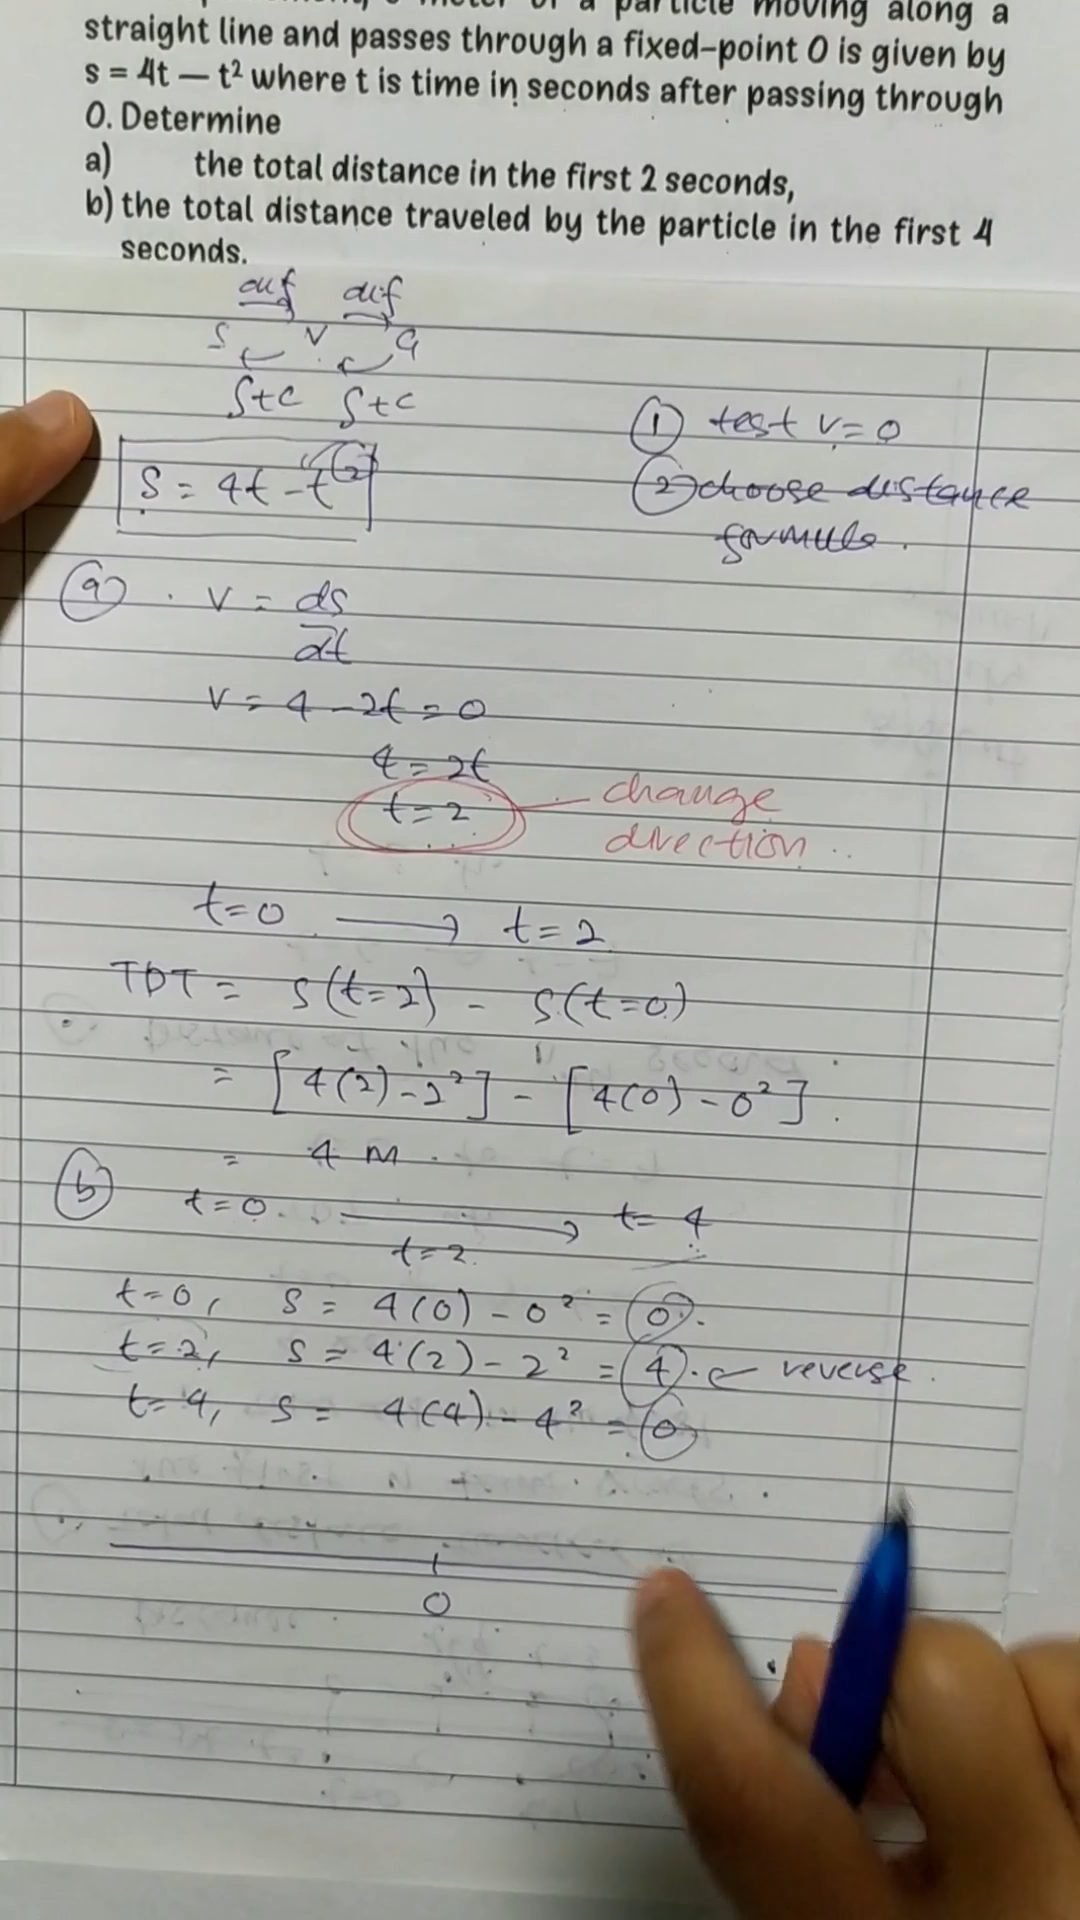 a particle moving along a
straight line and passes through a fixed-point O is given by
s = 4t — t² where t is time in seconds after passing through
O. Determine
a) the total distance in the first 2 seconds,
b) the total distance traveled by the particle in the first 4
seconds.
dif dif
s v a
∫+c ∫+c
① test v=0
② choose distance
formula.
s = 4t - t²
ⓐ v = ds/dt
v = 4 - 2t = 0
4 = 2t
t = 2
change
direction
t=0 → t=2
TDT = s(t=2) - s(t=0)
= [4(2)-2²] - [4(0)-0²]
= 4 m
ⓑ t=0 → t=4
t=2
t=0, s = 4(0) - 0² = 0
t=2, s = 4(2) - 2² = 4 ← reverse
t=4, s = 4(4) - 4² = 0
0